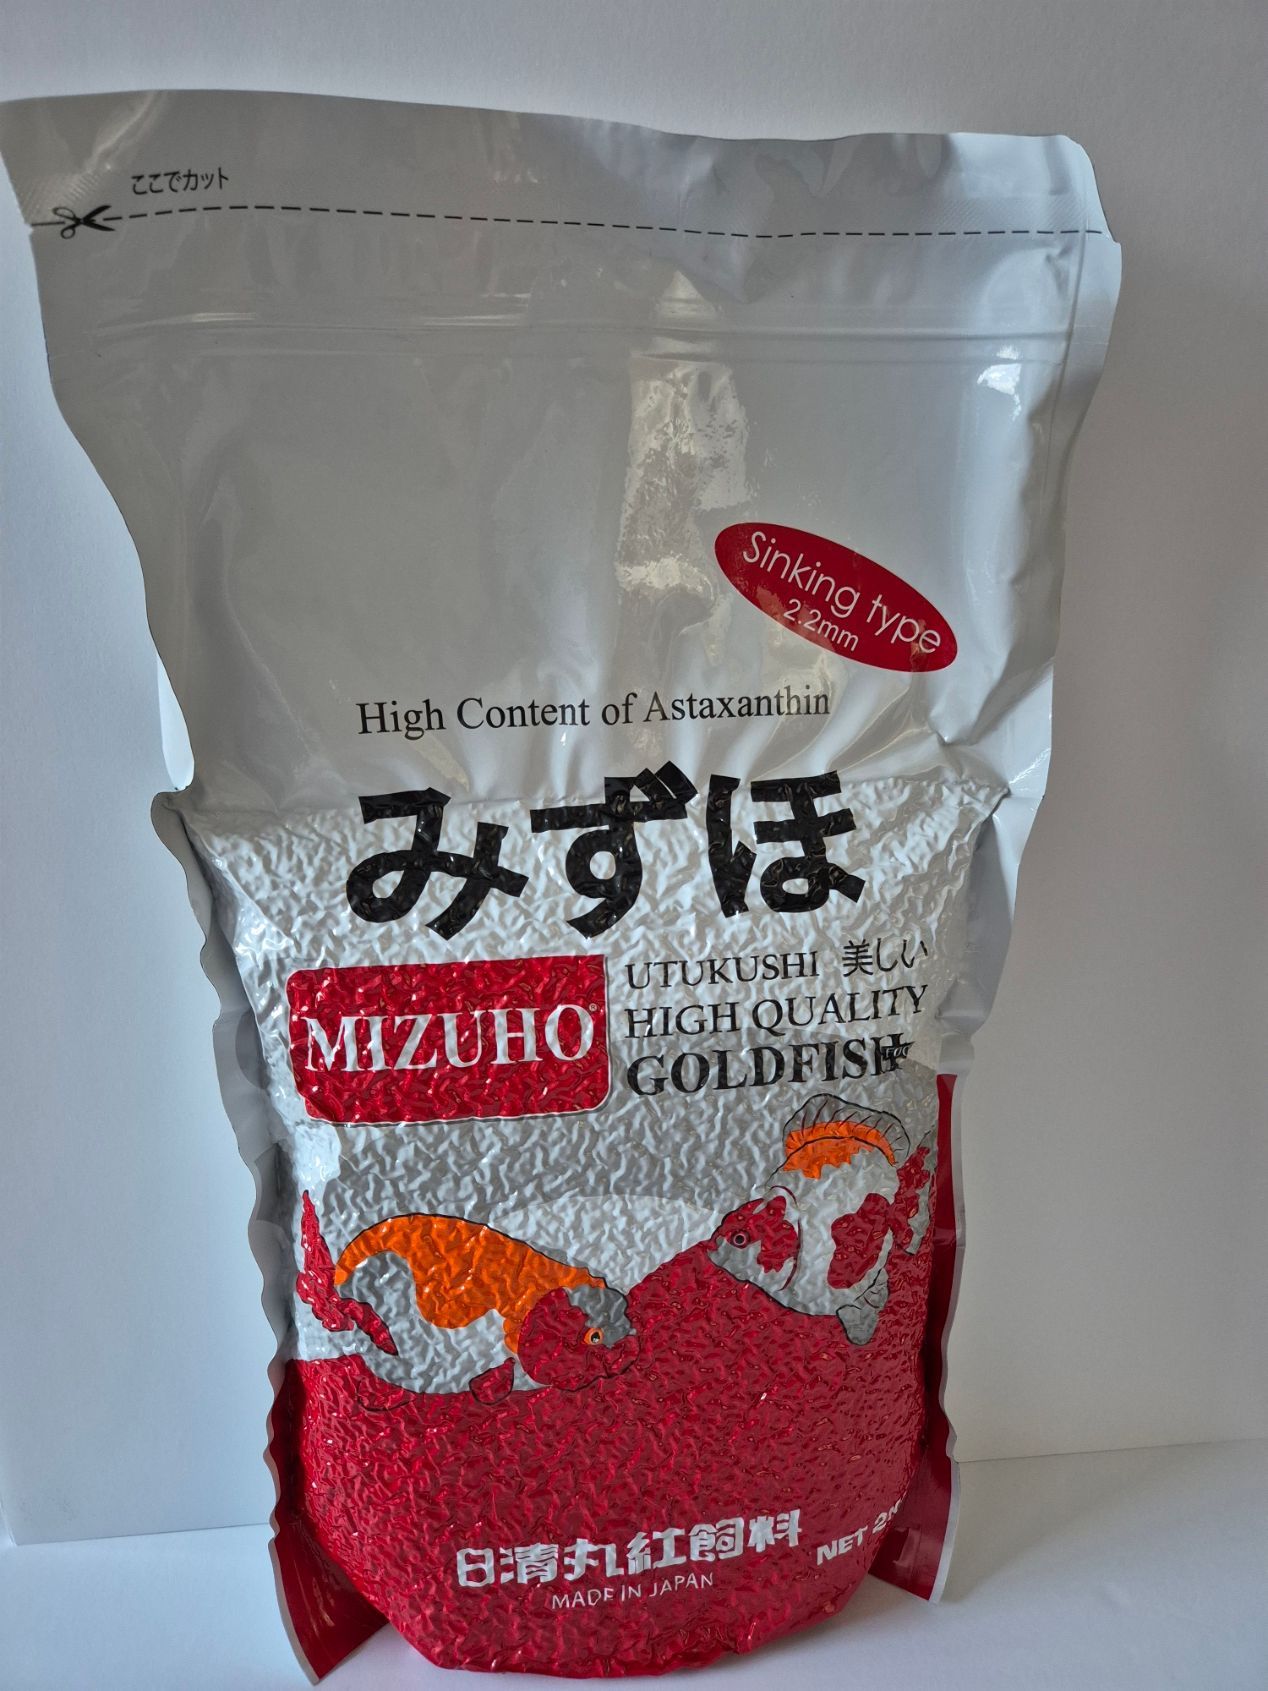 ここでカット
Sinking type
2.2mm
High Content of Astaxanthin
みずほ
MIZUHO®
UTUKUSHI 美しい
HIGH QUALITY
GOLDFISH
日清丸紅飼料
MADE IN JAPAN
NET